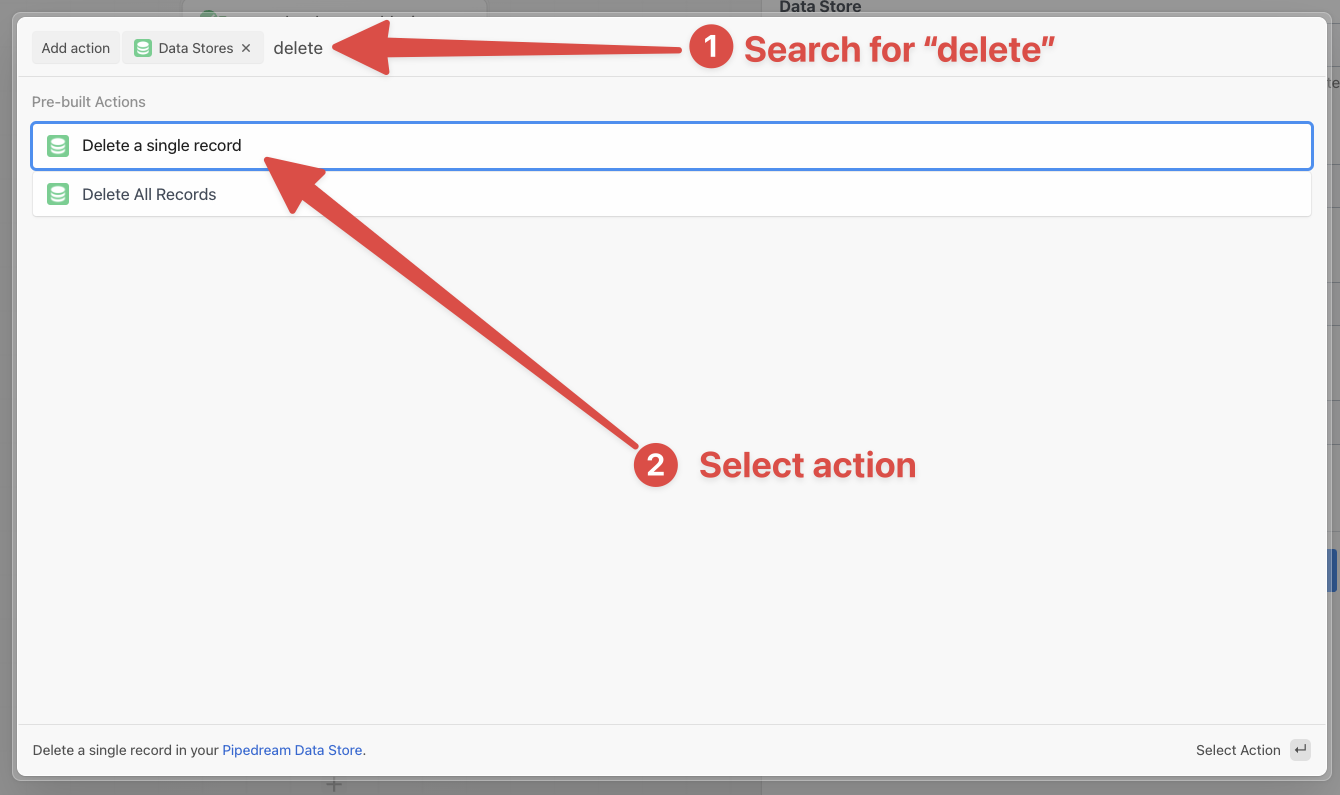 Data Store
Add action
Data Stores ×
delete
1 Search for “delete”
Pre-built Actions
Delete a single record
Delete All Records
2 Select action
Delete a single record in your Pipedream Data Store.
Select Action